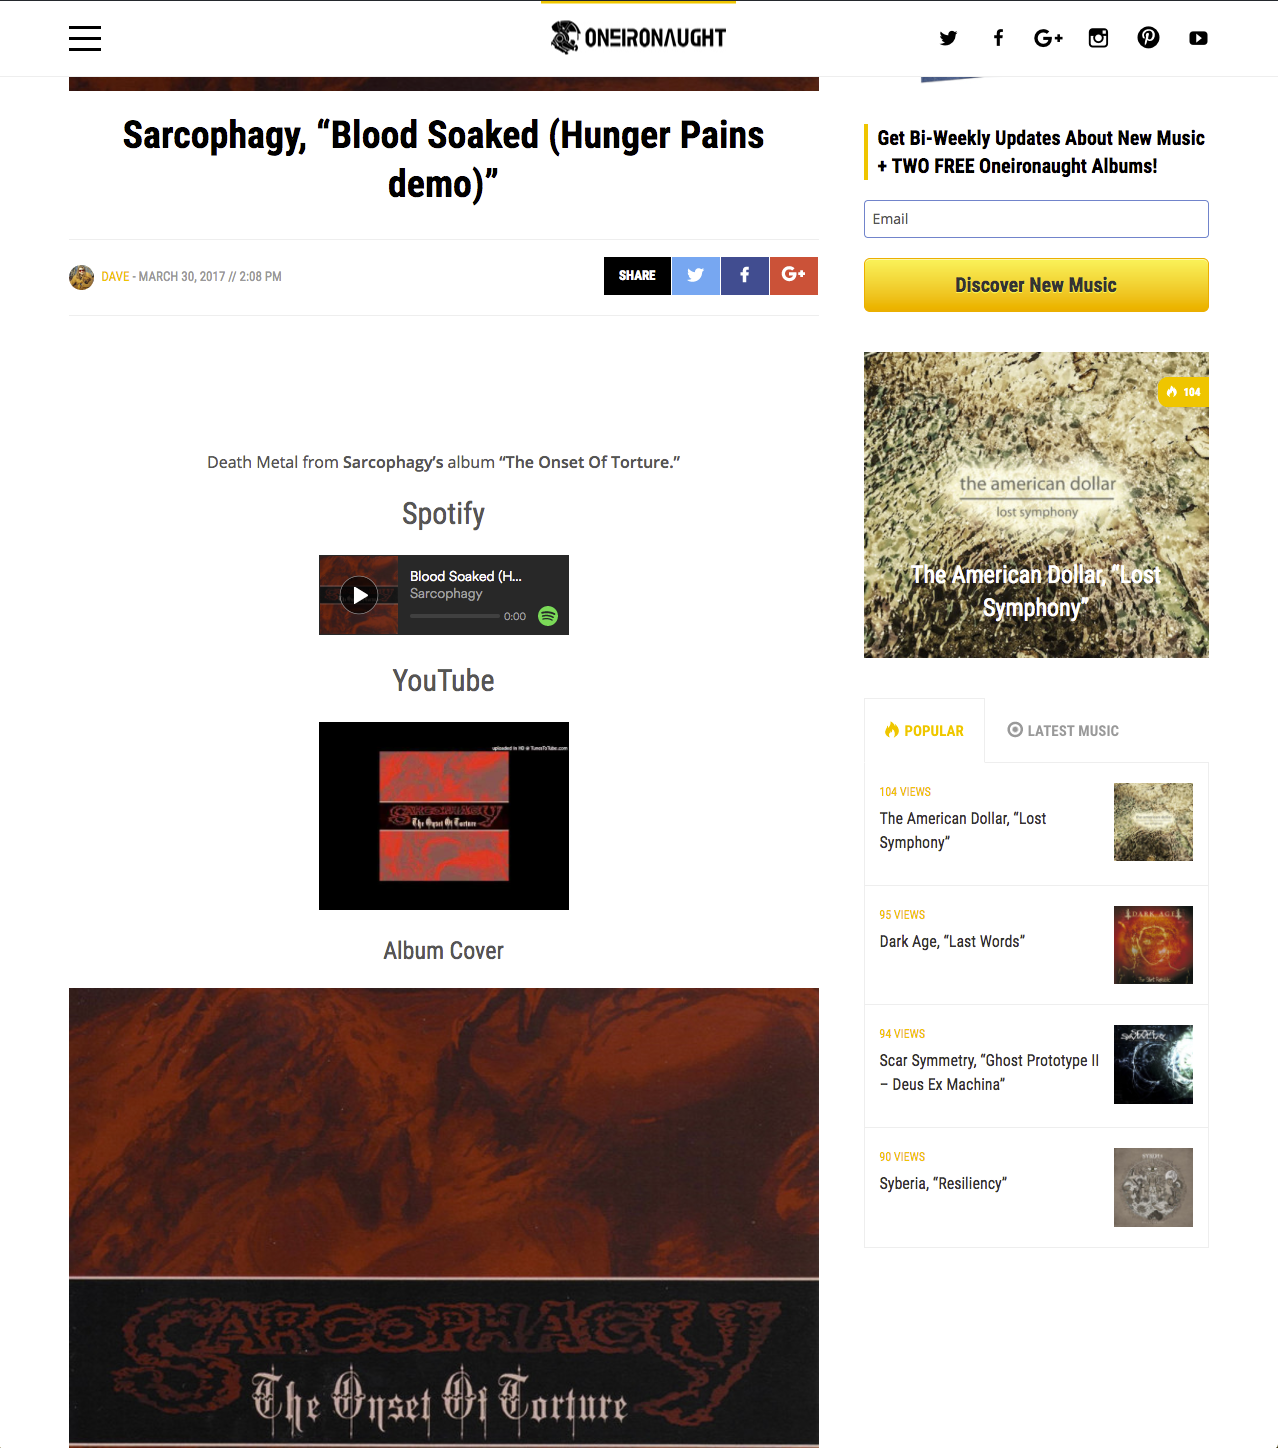 ONEIRONAUGHT
Sarcophagy, “Blood Soaked (Hunger Pains
demo)”
DAVE - MARCH 30, 2017 // 2:08 PM
SHARE
Death Metal from Sarcophagy’s album “The Onset Of Torture.”
Spotify
Blood Soaked (H...
Sarcophagy
0:00
YouTube
uploaded in HD @ TunesToTube.com
SARCOPHAGY
The Onset Of Torture
Album Cover
SARCOPHAGY
The Onset Of Torture
Get Bi-Weekly Updates About New Music
+ TWO FREE Oneironaught Albums!
Email
Discover New Music
104
the american dollar
lost symphony
The American Dollar, “Lost
Symphony”
POPULAR
LATEST MUSIC
104 VIEWS
The American Dollar, “Lost
Symphony”
95 VIEWS
Dark Age, “Last Words”
DARK AGE
94 VIEWS
Scar Symmetry, “Ghost Prototype II
– Deus Ex Machina”
90 VIEWS
Syberia, “Resiliency”